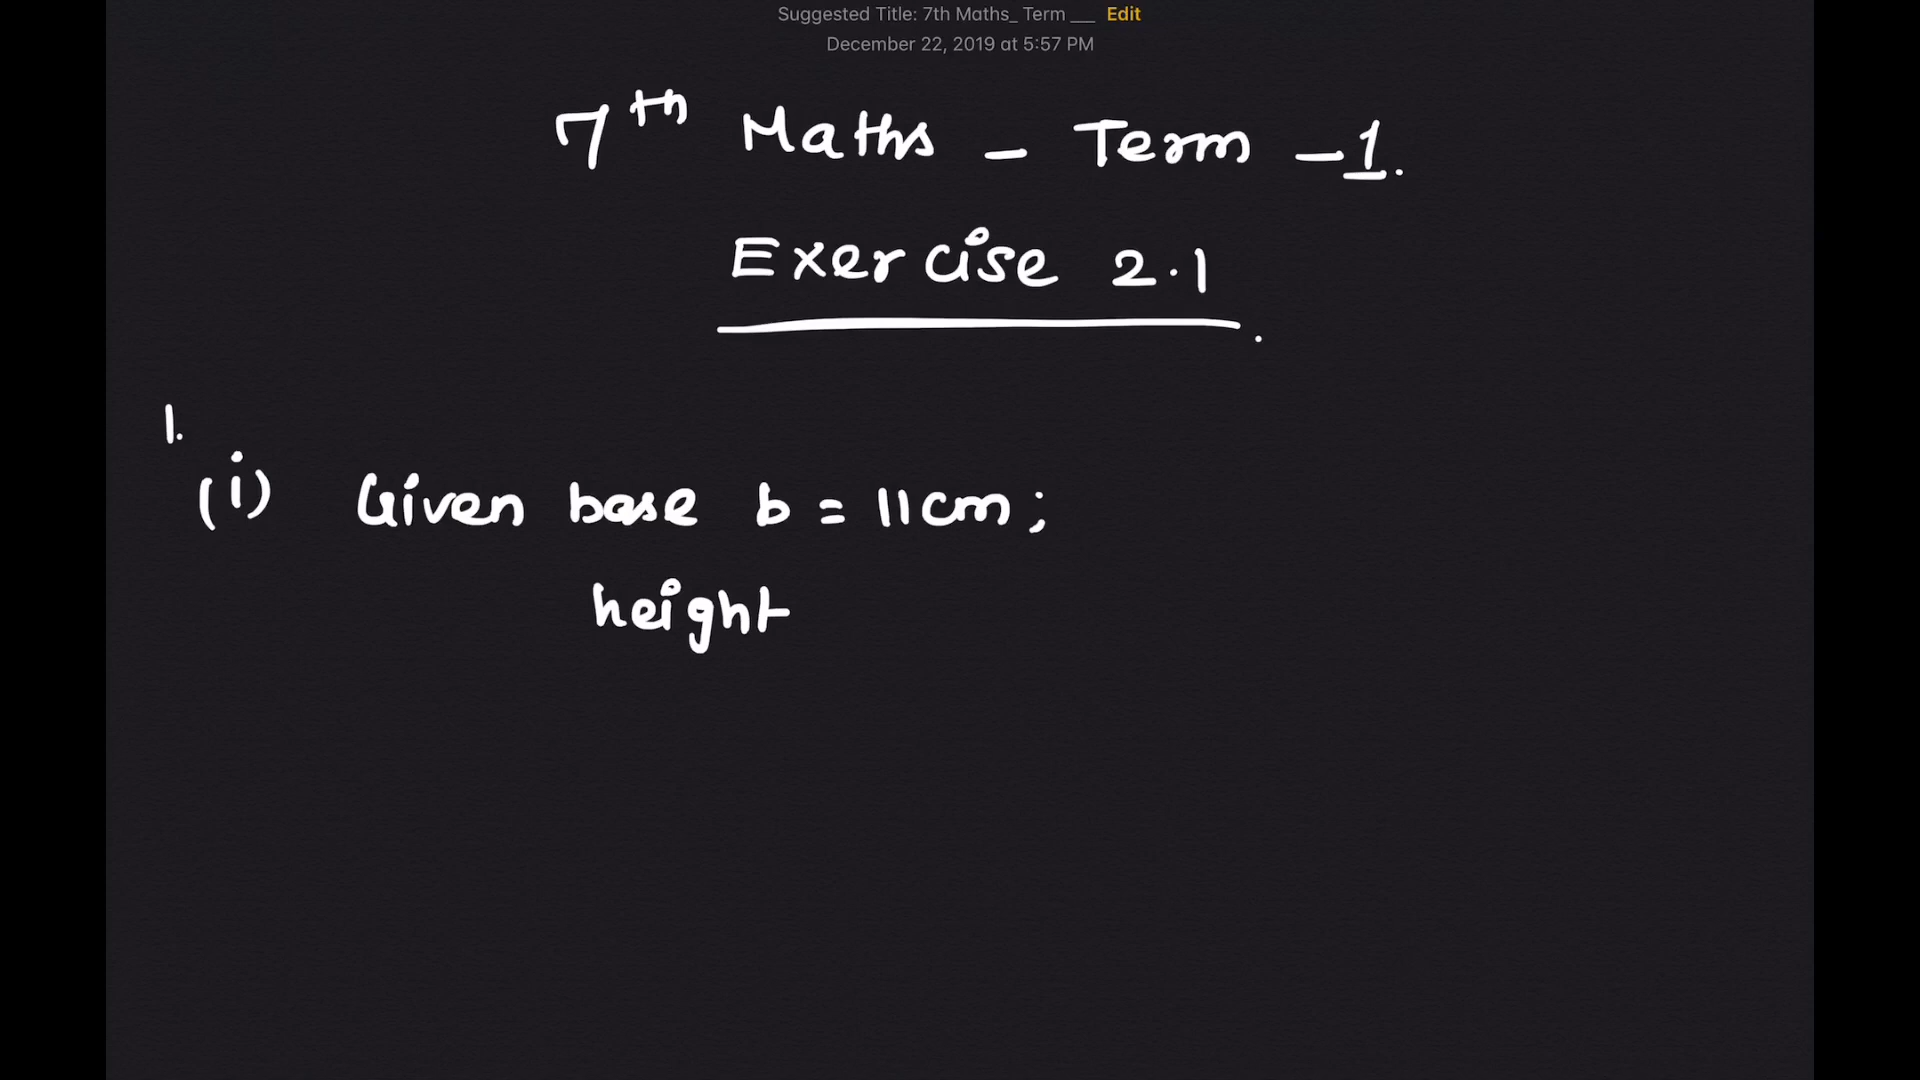 Suggested Title: 7th Maths_ Term ___ Edit
December 22, 2019 at 5:57 PM
7th Maths - Term - 1.
Exercise 2.1.
1.
(i) Given base b = 11cm;
height